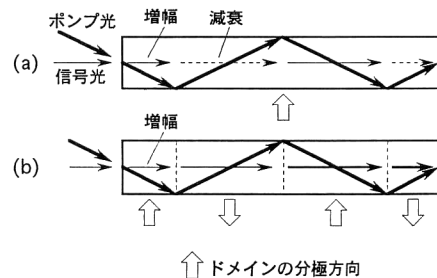 ポンプ光
増幅
減衰
(a)
信号光
増幅
(b)
ドメインの分極方向